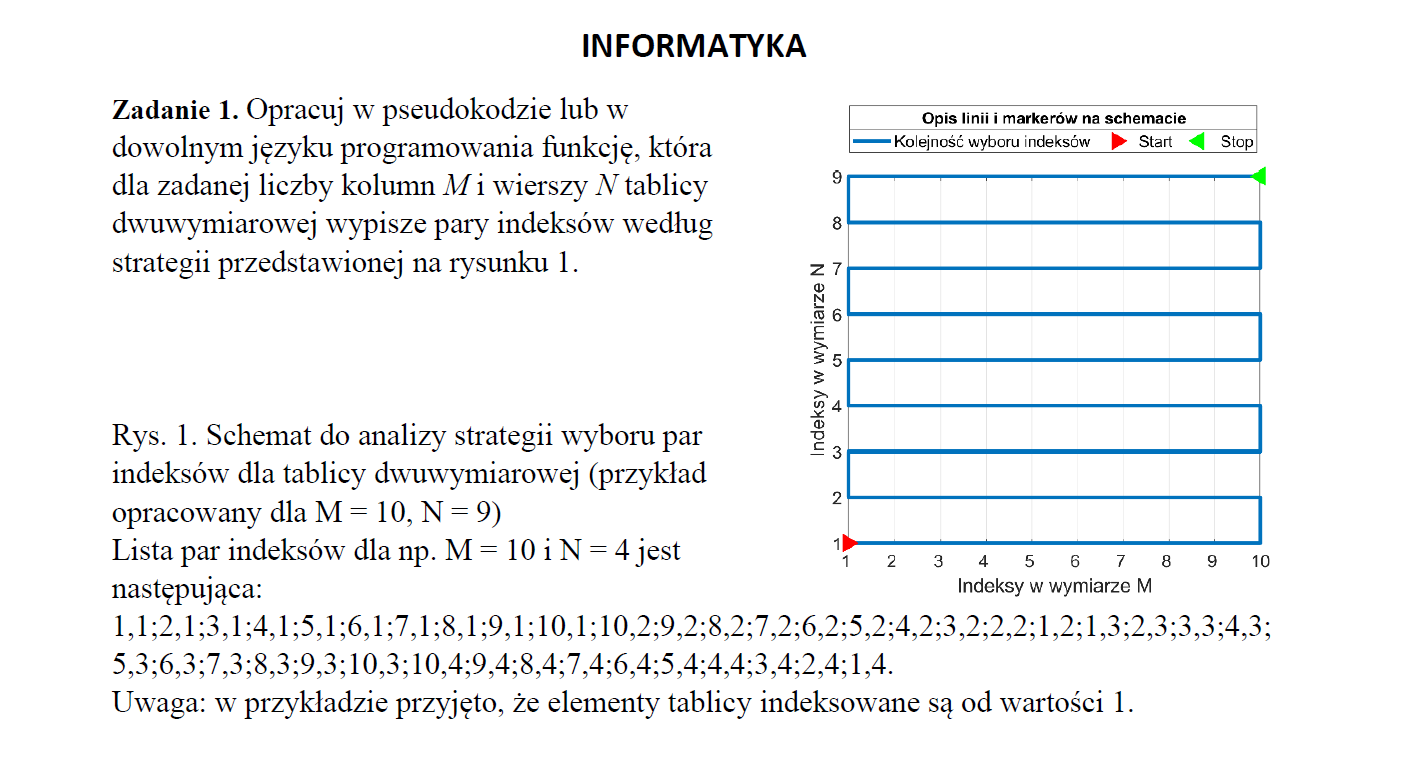 INFORMATYKA
Zadanie 1. Opracuj w pseudokodzie lub w
dowolnym języku programowania funkcję, która
dla zadanej liczby kolumn M i wierszy N tablicy
dwuwymiarowej wypisze pary indeksów według
strategii przedstawionej na rysunku 1.
Opis linii i markerów na schemacie
Kolejność wyboru indeksów Start Stop
9
8
7
6
5
4
3
2
1
Indeksy w wymiarze N
1 2 3 4 5 6 7 8 9 10
Indeksy w wymiarze M
Rys. 1. Schemat do analizy strategii wyboru par
indeksów dla tablicy dwuwymiarowej (przykład
opracowany dla M = 10, N = 9)
Lista par indeksów dla np. M = 10 i N = 4 jest
następująca:
1,1;2,1;3,1;4,1;5,1;6,1;7,1;8,1;9,1;10,1;10,2;9,2;8,2;7,2;6,2;5,2;4,2;3,2;2,2;1,2;1,3;2,3;3,3;4,3;
5,3;6,3;7,3;8,3;9,3;10,3;10,4;9,4;8,4;7,4;6,4;5,4;4,4;3,4;2,4;1,4.
Uwaga: w przykładzie przyjęto, że elementy tablicy indeksowane są od wartości 1.